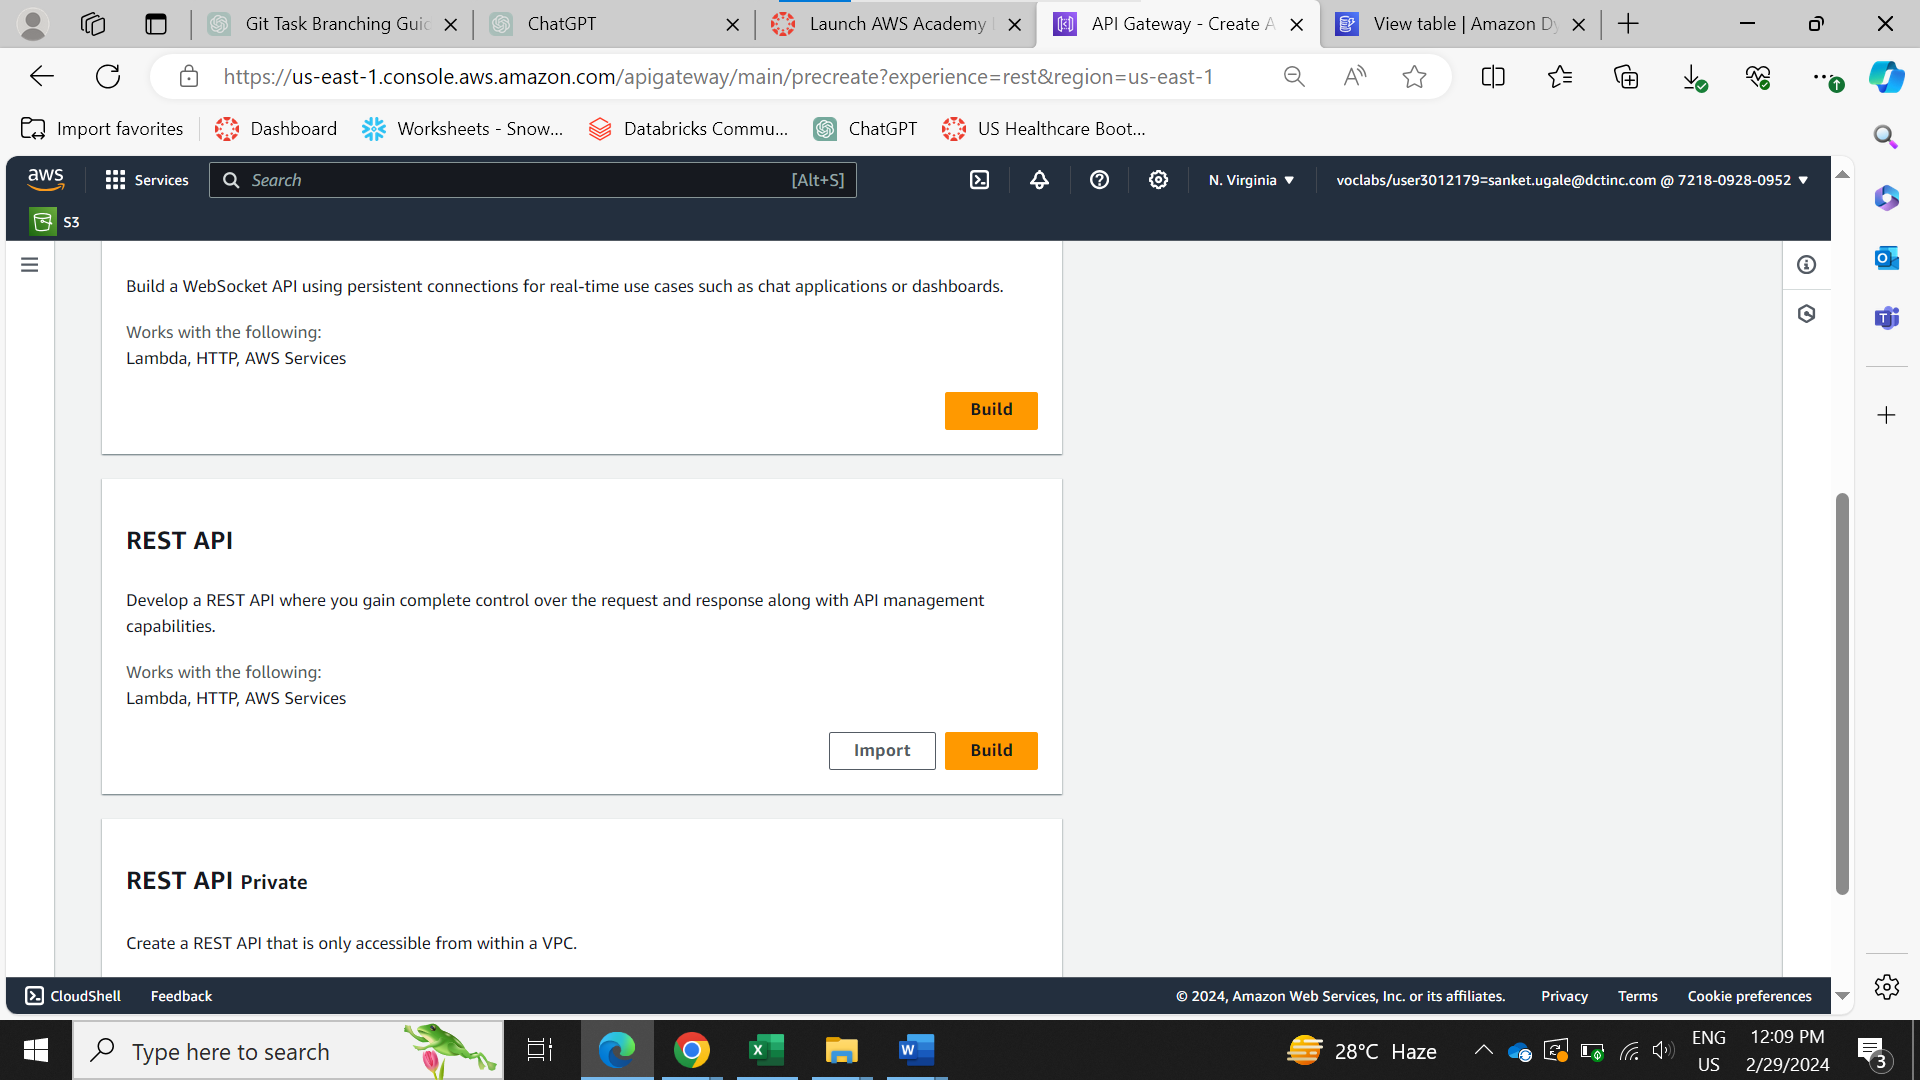 Git Task Branching Guid
ChatGPT
Launch AWS Academy
API Gateway - Create A
View table | Amazon Dy
https://us-east-1.console.aws.amazon.com/apigateway/main/precreate?experience=rest&region=us-east-1
Import favorites
Dashboard
Worksheets - Snow...
Databricks Commu...
ChatGPT
US Healthcare Boot...
aws
Services
Search
[Alt+S]
N. Virginia
voclabs/user3012179=sanket.ugale@dctinc.com @ 7218-0928-0952
S3
Build a WebSocket API using persistent connections for real-time use cases such as chat applications or dashboards.
Works with the following:
Lambda, HTTP, AWS Services
Build
REST API
Develop a REST API where you gain complete control over the request and response along with API management
capabilities.
Works with the following:
Lambda, HTTP, AWS Services
Import
Build
REST API Private
Create a REST API that is only accessible from within a VPC.
CloudShell
Feedback
© 2024, Amazon Web Services, Inc. or its affiliates.
Privacy
Terms
Cookie preferences
Type here to search
28°C Haze
ENG
US
12:09 PM
2/29/2024
3